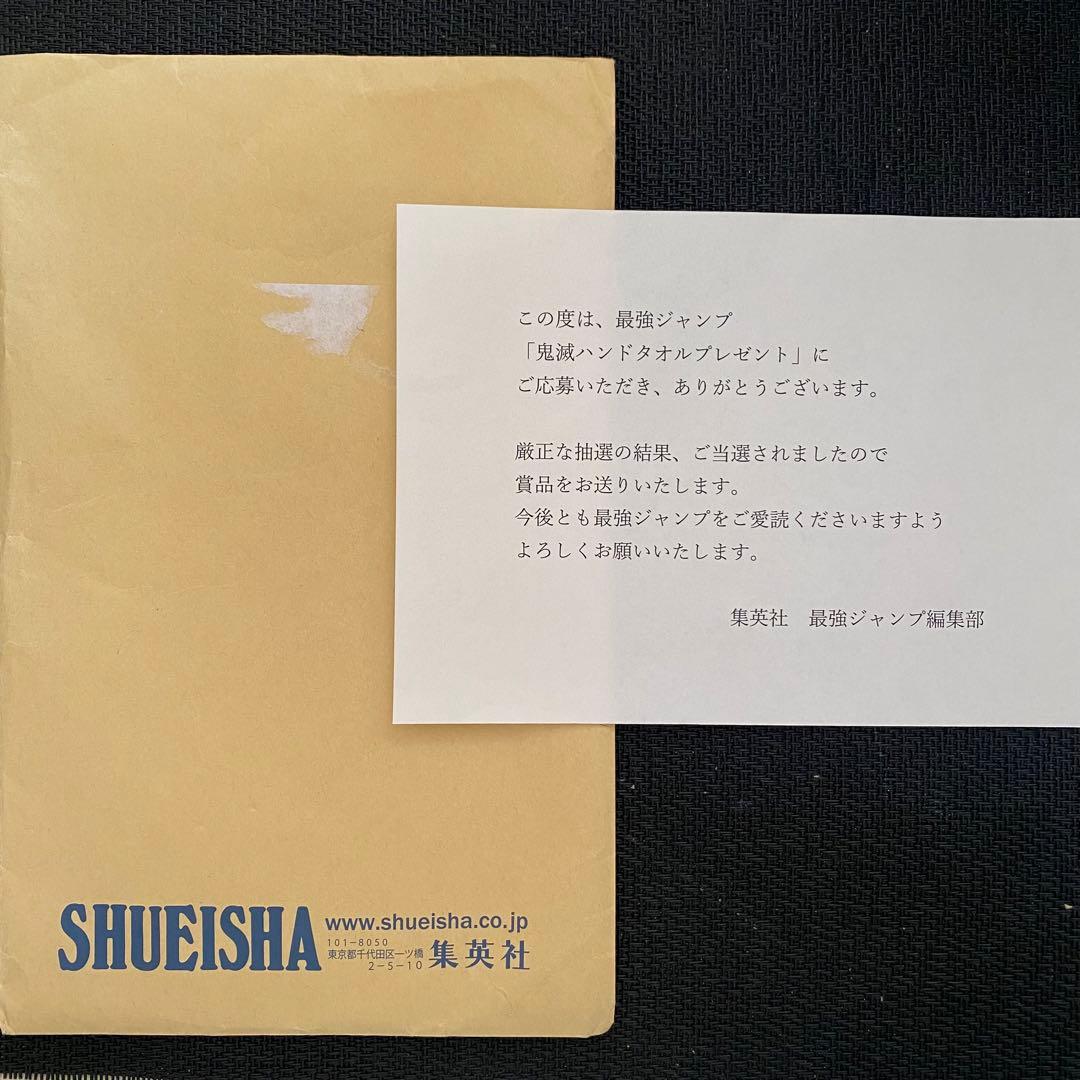 この度は、最強ジャンプ
「鬼滅ハンドタオルプレゼント」に
ご応募いただき、ありがとうございます。
厳正な抽選の結果、ご当選されましたので
賞品をお送りいたします。
今後とも最強ジャンプをご愛読くださいますよう
よろしくお願いいたします。
集英社　最強ジャンプ編集部
SHUEISHA www.shueisha.co.jp
101-8050
東京都千代田区一ツ橋
2-5-10 集英社